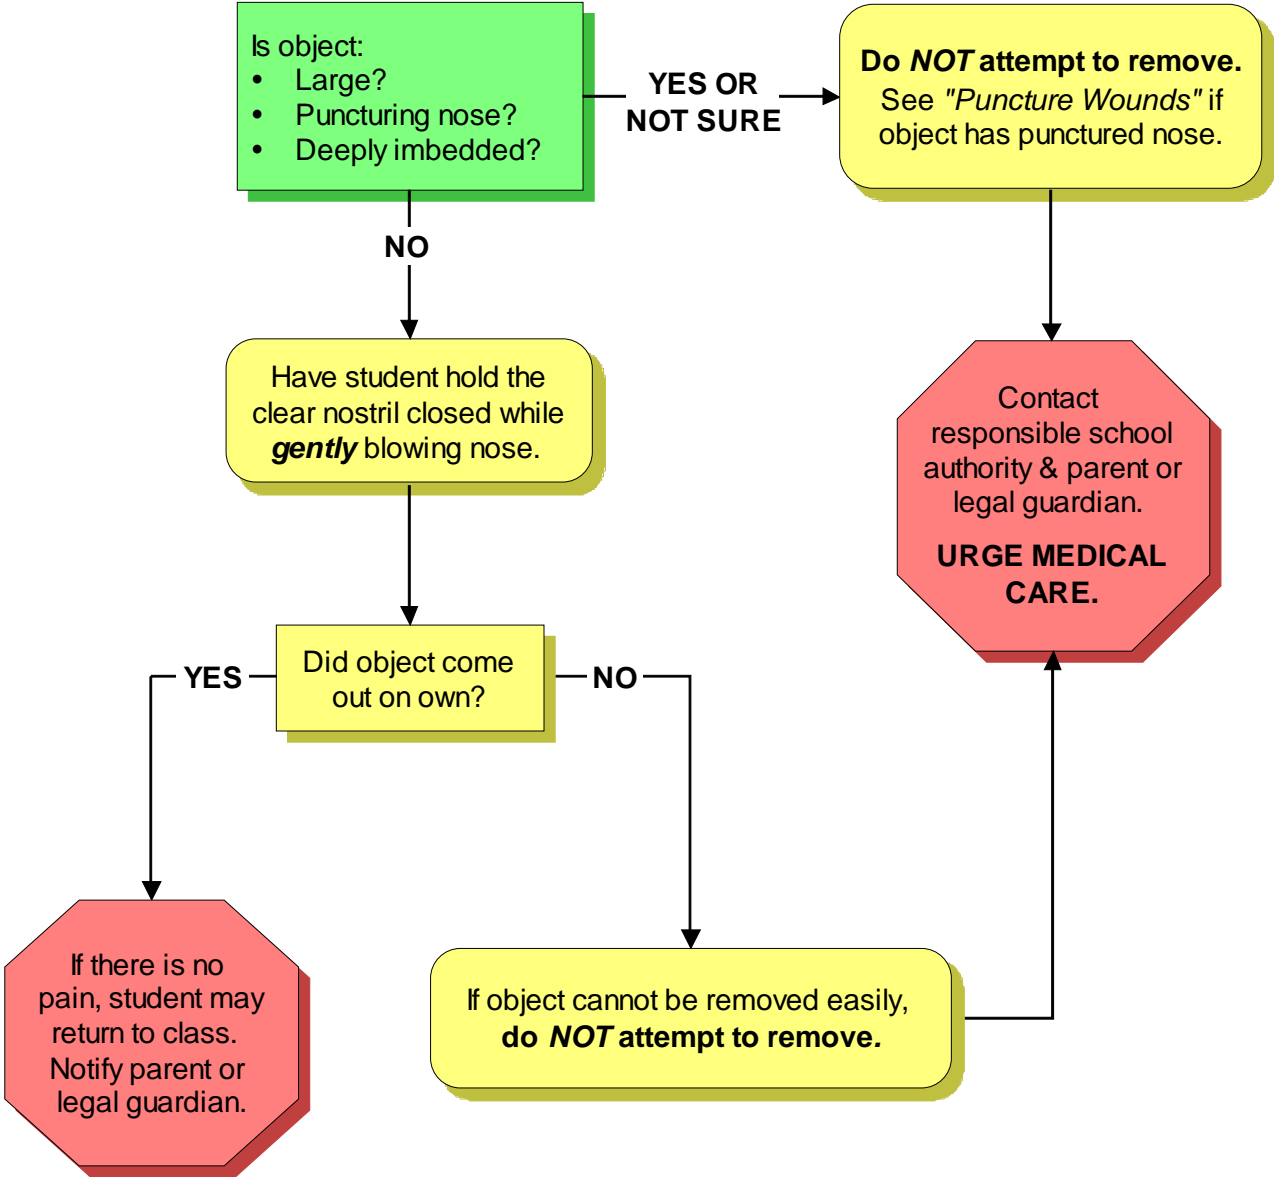 Is object:
• Large?
• Puncturing nose?
• Deeply imbedded?
YES OR
NOT SURE
Do NOT attempt to remove.
See "Puncture Wounds" if
object has punctured nose.
NO
Have student hold the
clear nostril closed while
gently blowing nose.
Contact
responsible school
authority & parent or
legal guardian.
URGE MEDICAL
CARE.
Did object come
out on own?
YES
NO
If there is no
pain, student may
return to class.
Notify parent or
legal guardian.
If object cannot be removed easily,
do NOT attempt to remove.